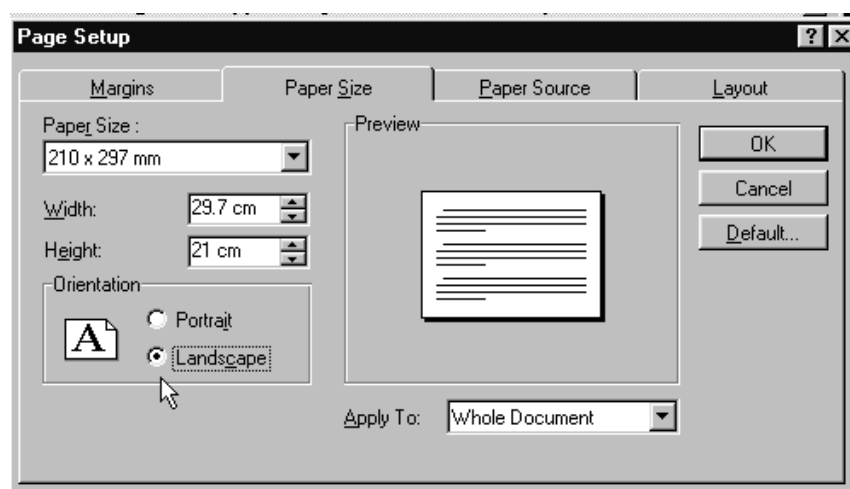 Page Setup
Margins
Paper Size
Paper Source
Layout
Paper Size :
210 x 297 mm
Width:
29.7 cm
Height:
21 cm
Orientation
A
Portrait
Landscape
Preview
Apply To:
Whole Document
OK
Cancel
Default...